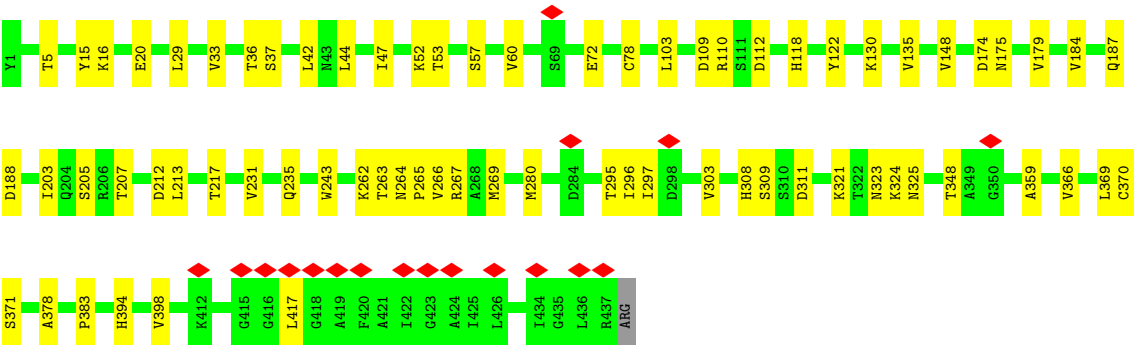 Y1 T5 Y15 K16 E20 L29 V33 T36 S37 L42 N43 L44 I47 K52 T53 S57 V60 S69 E72 C78 L103 D109 R110 S111 D112 H118 Y122 K130 V135 V148 D174 N175 V179 V184 Q187
D188 I203 Q204 S205 R206 T207 D212 L213 T217 V231 Q235 W243 K262 T263 N264 P265 V266 R267 A268 M269 M280 D284 T295 I296 I297 D298 V303 H308 S309 S310 D311 K321 T322 N323 K324 N325 T348 A349 G350 A359 V366 L369 C370
S371 A378 P383 H394 V398 K412 G415 G416 L417 G418 A419 F420 A421 I422 G423 A424 I425 L426 I434 G435 L436 R437 ARG